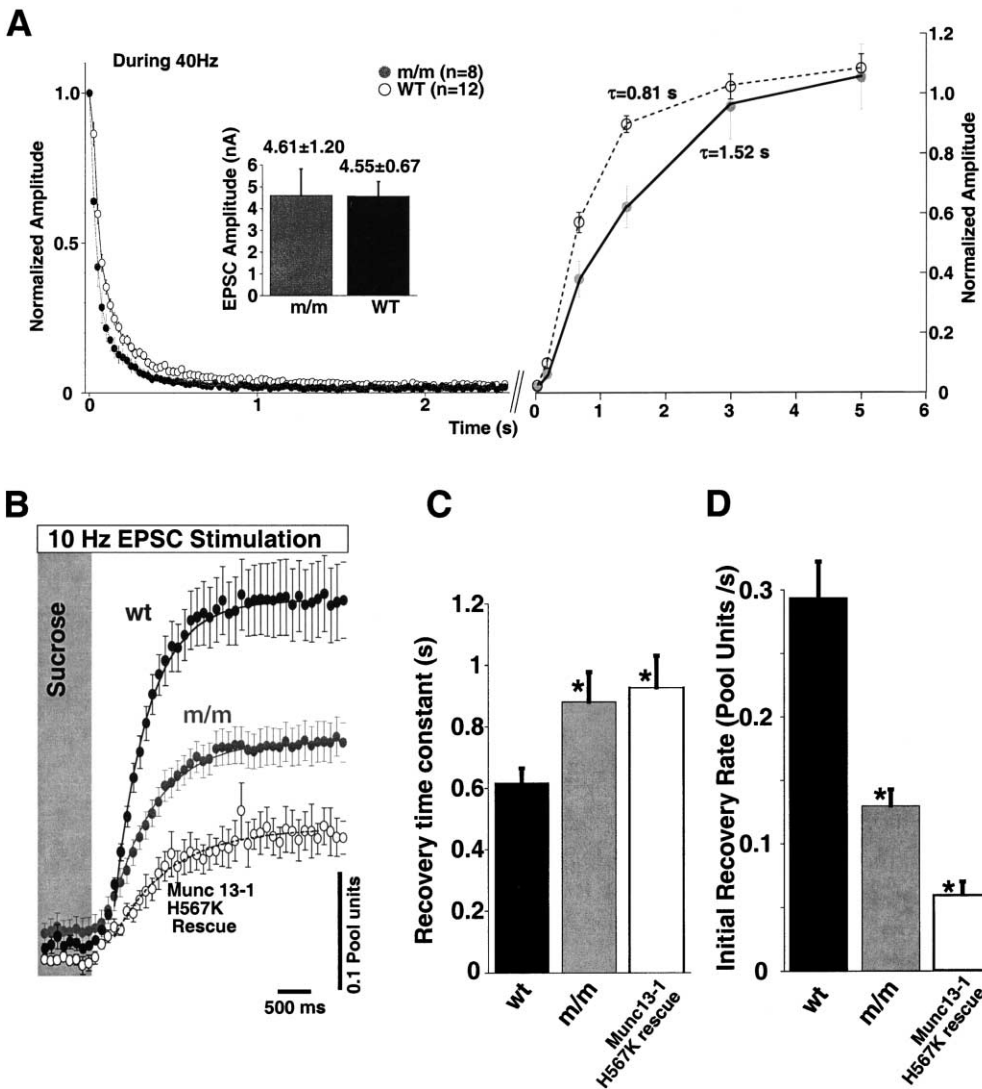 A
During 40Hz
m/m (n=8)
WT (n=12)
4.61±1.20
4.55±0.67
EPSC Amplitude (nA)
6
5
4
3
2
1
0
m/m
WT
Normalized Amplitude
1.0
0.5
0
0
1
2
Time (s)
τ=0.81 s
τ=1.52 s
0
1
2
3
4
5
6
1.2
1.0
0.8
0.6
0.4
0.2
0
Normalized Amplitude
B
10 Hz EPSC Stimulation
Sucrose
wt
m/m
Munc 13-1
H567K
Rescue
0.1 Pool units
500 ms
C
Recovery time constant (s)
1.2
1
0.8
0.6
0.4
0.2
0
*
*
wt
m/m
Munc13-1
H567K rescue
D
Initial Recovery Rate (Pool Units /s)
0.3
0.2
0.1
0
*
*
wt
m/m
Munc13-1
H567K rescue